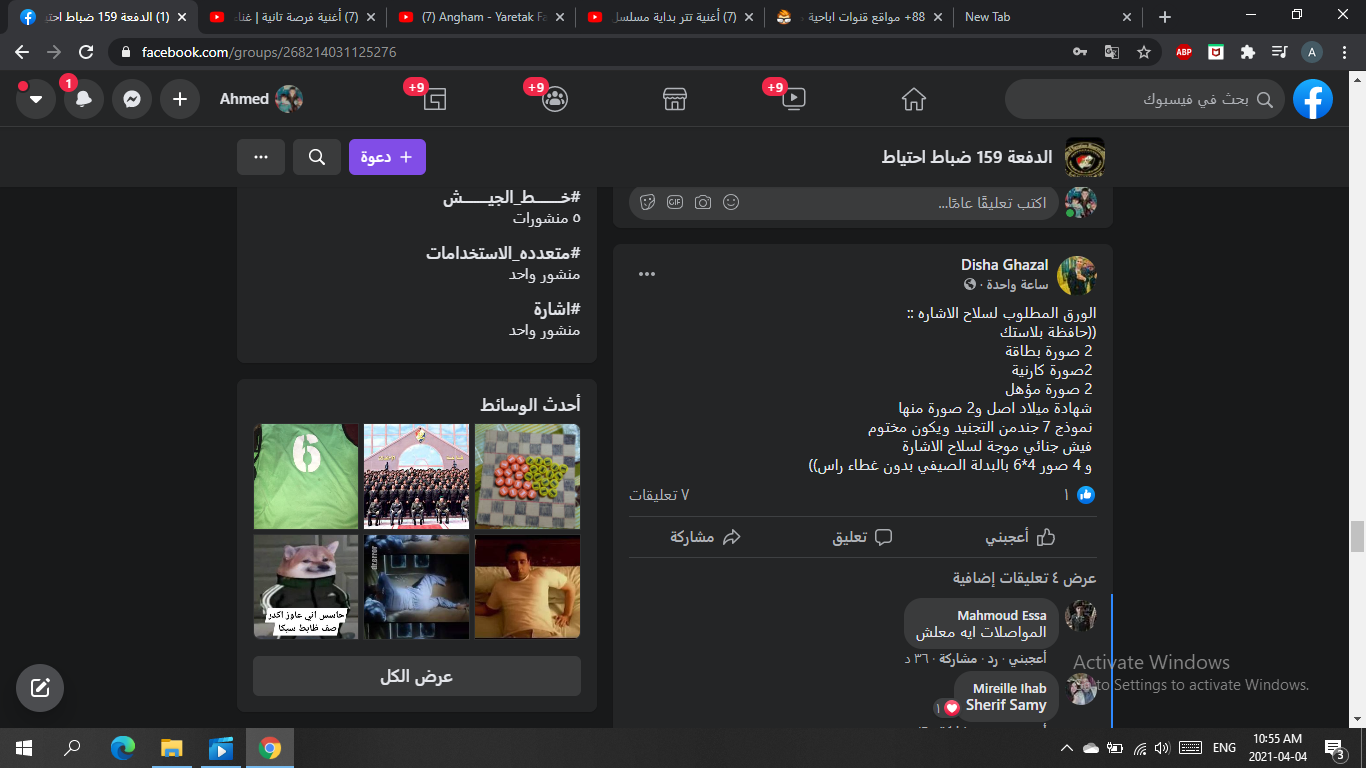 (1) الدفعة 159 ضباط احتياط
(7) أغنية فرصة تانية | غناء
(7) Angham - Yaretak Fa
(7) أغنية تتر بداية مسلسل
+88 مواقع قنوات اباحية
New Tab
facebook.com/groups/268214031125276
ABP
A
1
Ahmed
+9
+9
+9
بحث في فيسبوك
دعوة
الدفعة 159 ضباط احتياط
#خــــط_الجيــــش
٥ منشورات
#متعدده_الاستخدامات
منشور واحد
#اشارة
منشور واحد
أحدث الوسائط
6
حاسس اني عاوز اكدر
صف ظابط سيكا
عرض الكل
اكتب تعليقًا عامًا...
GIF
Disha Ghazal
ساعة واحدة ·
الورق المطلوب لسلاح الاشاره ::
((حافظة بلاستك
2 صورة بطاقة
2صورة كارنية
2 صورة مؤهل
شهادة ميلاد اصل و2 صورة منها
نموذج 7 جندمن التجنيد ويكون مختوم
فيش جنائي موجة لسلاح الاشارة
و 4 صور 4*6 بالبدلة الصيفي بدون غطاء راس))
١
٧ تعليقات
أعجبني
تعليق
مشاركة
عرض ٤ تعليقات إضافية
Mahmoud Essa
المواصلات ايه معلش
أعجبني · رد · مشاركة · ٣٦ د
Mireille Ihab
Sherif Samy
١
Activate Windows
Go to Settings to activate Windows.
ENG
10:55 AM
2021-04-04
3